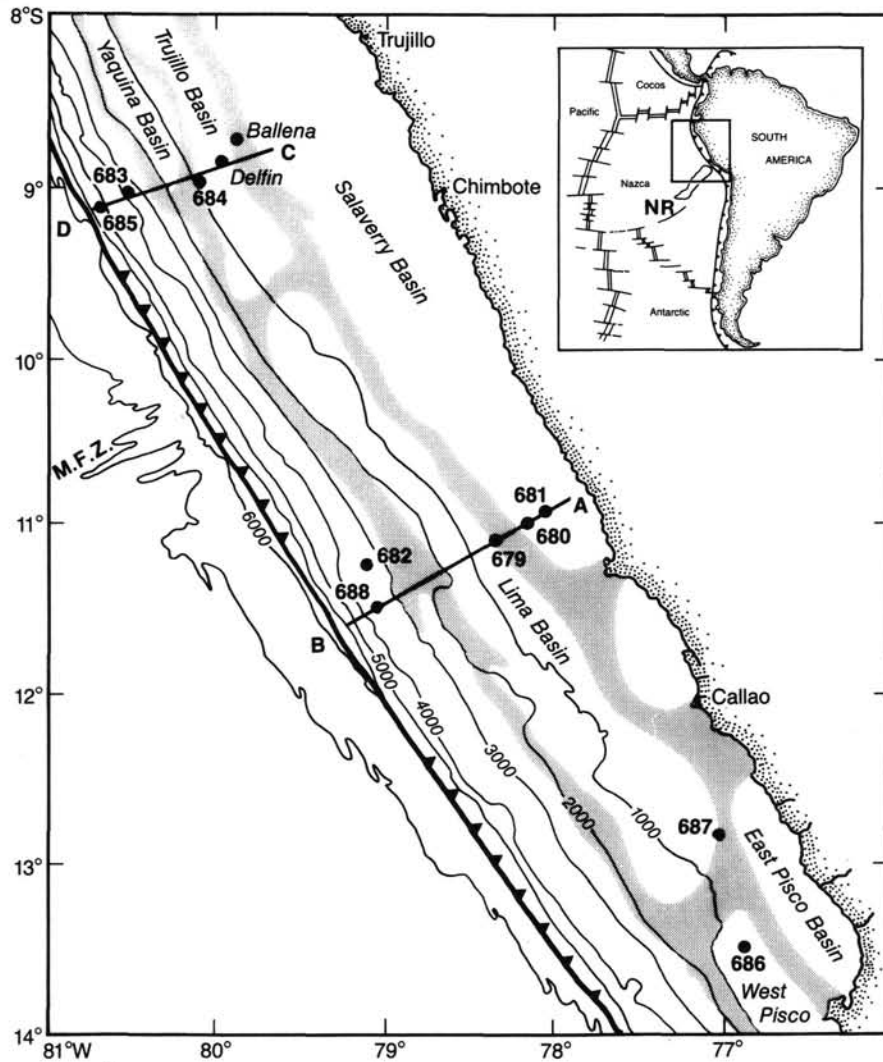 8°S
9°
10°
11°
12°
13°
14°
81°W
80°
79°
78°
77°
Trujillo
Chimbote
Callao
Yaquina Basin
Trujillo Basin
Salaverry Basin
Lima Basin
East Pisco Basin
West
Pisco
Ballena
Delfin
C
D
683
685
684
M.F.Z.
681
A
680
679
682
688
B
687
686
6000
5000
4000
3000
2000
1000
Cocos
Pacific
SOUTH
AMERICA
Nazca
NR
Antarctic